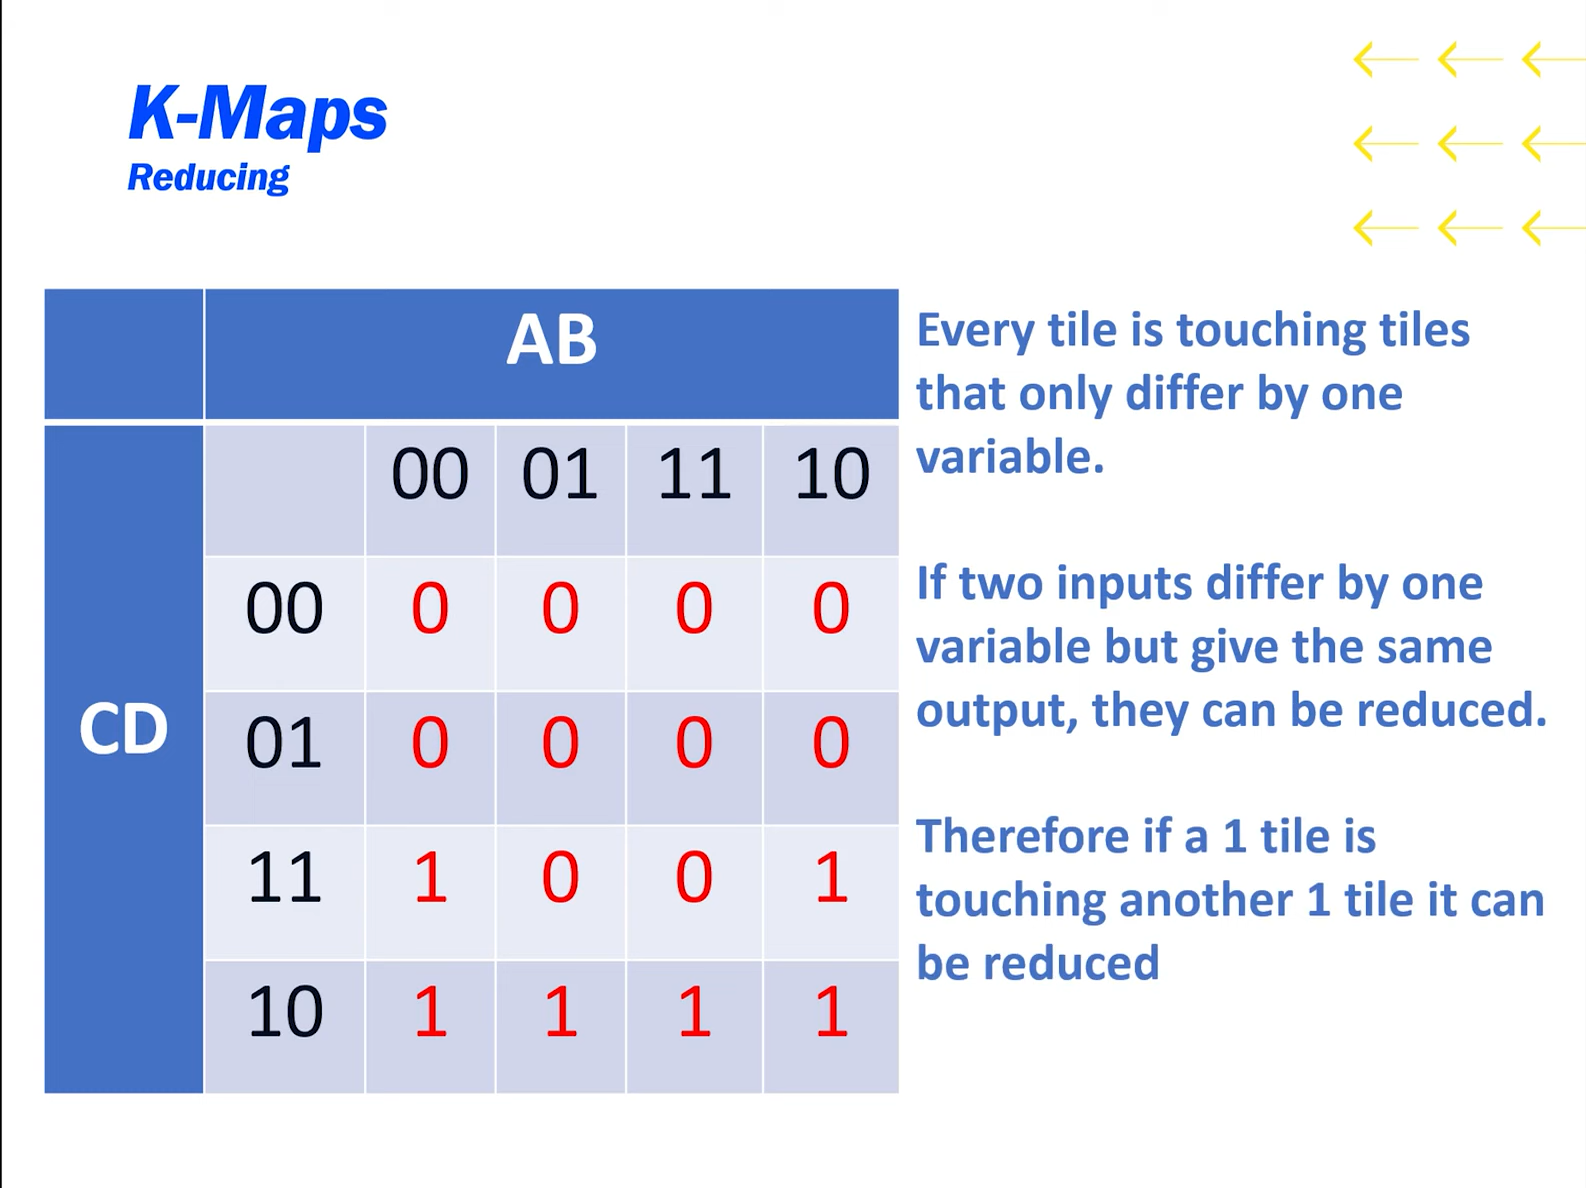 K-Maps
Reducing
AB
00 01 11 10
CD
00 0 0 0 0
01 0 0 0 0
11 1 0 0 1
10 1 1 1 1
Every tile is touching tiles
that only differ by one
variable.
If two inputs differ by one
variable but give the same
output, they can be reduced.
Therefore if a 1 tile is
touching another 1 tile it can
be reduced